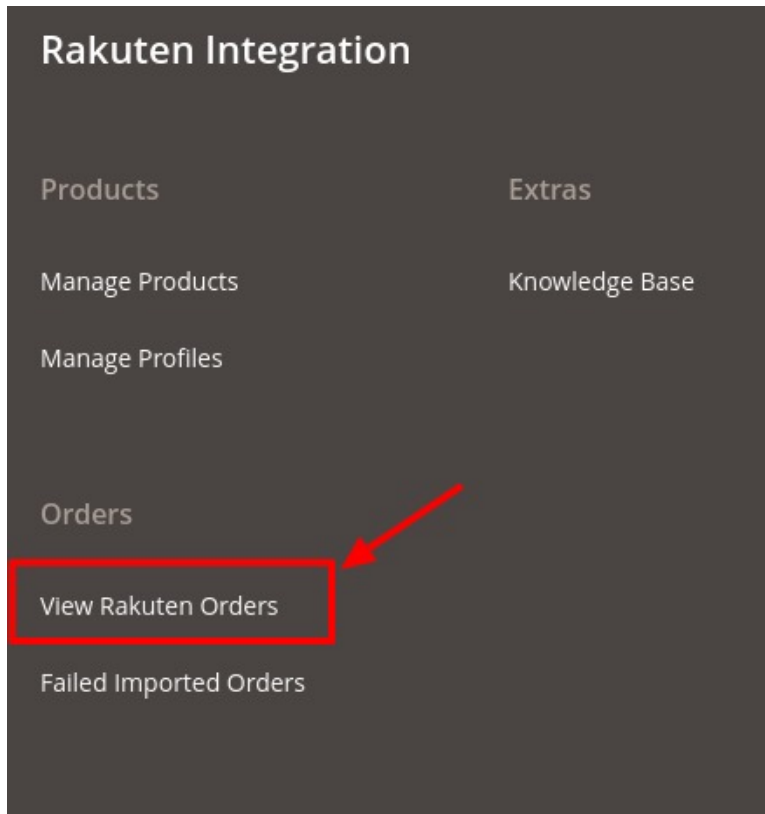 Rakuten Integration
Products
Manage Products
Manage Profiles
Extras
Knowledge Base
Orders
View Rakuten Orders
Failed Imported Orders